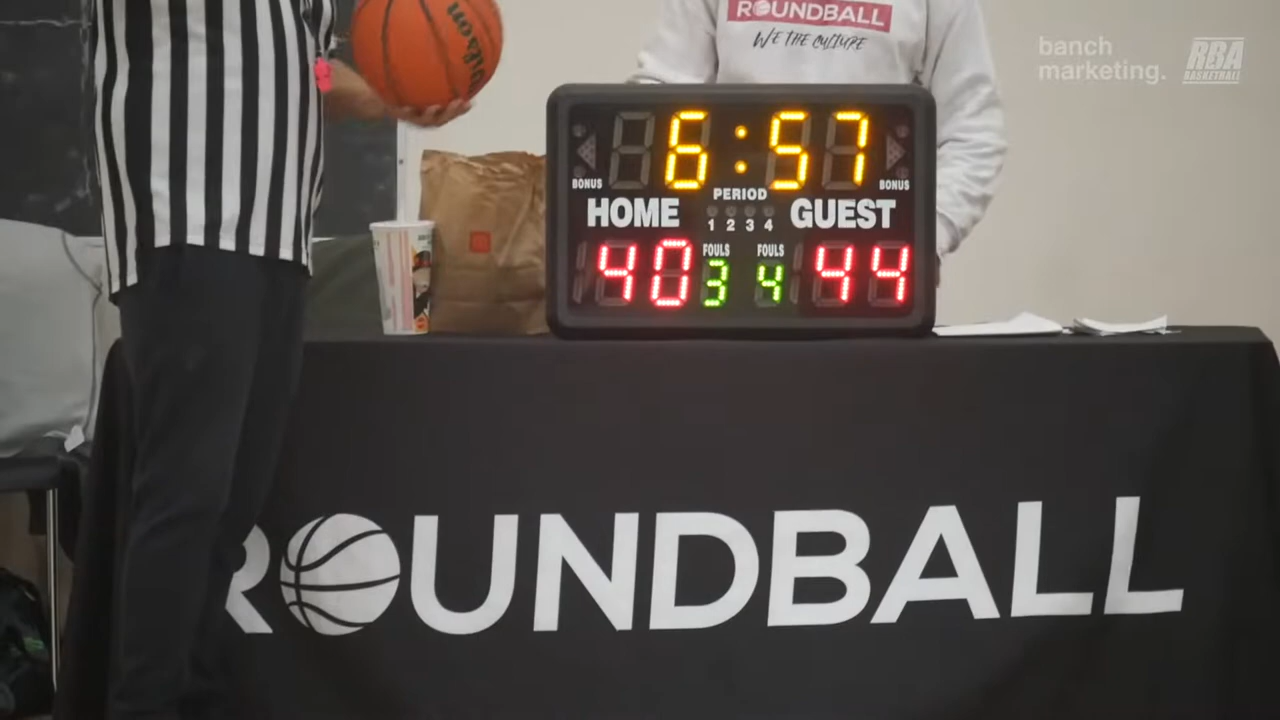 Wilson
ROUNDBALL
WE THE CULTURE
banch
marketing.
RBA
BASKETBALL
6:57
BONUS
BONUS
PERIOD
HOME
1 2 3 4
GUEST
FOULS
FOULS
40
3
4
44
ROUNDBALL